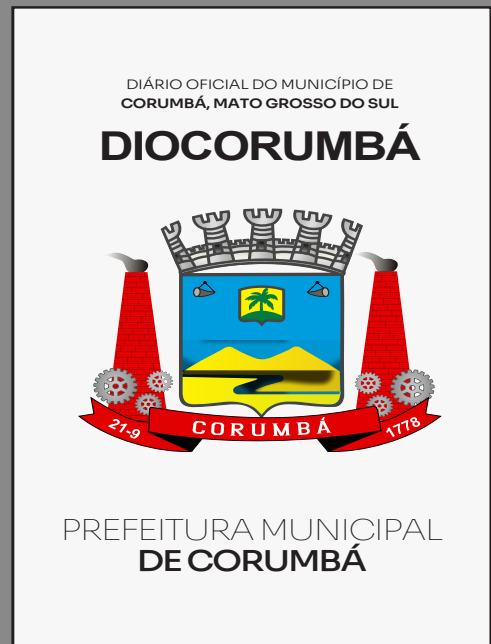 DIÁRIO OFICIAL DO MUNICÍPIO DE
CORUMBÁ, MATO GROSSO DO SUL
DIOCORUMBÁ
21-9
CORUMBÁ
1778
PREFEITURA MUNICIPAL
DE CORUMBÁ